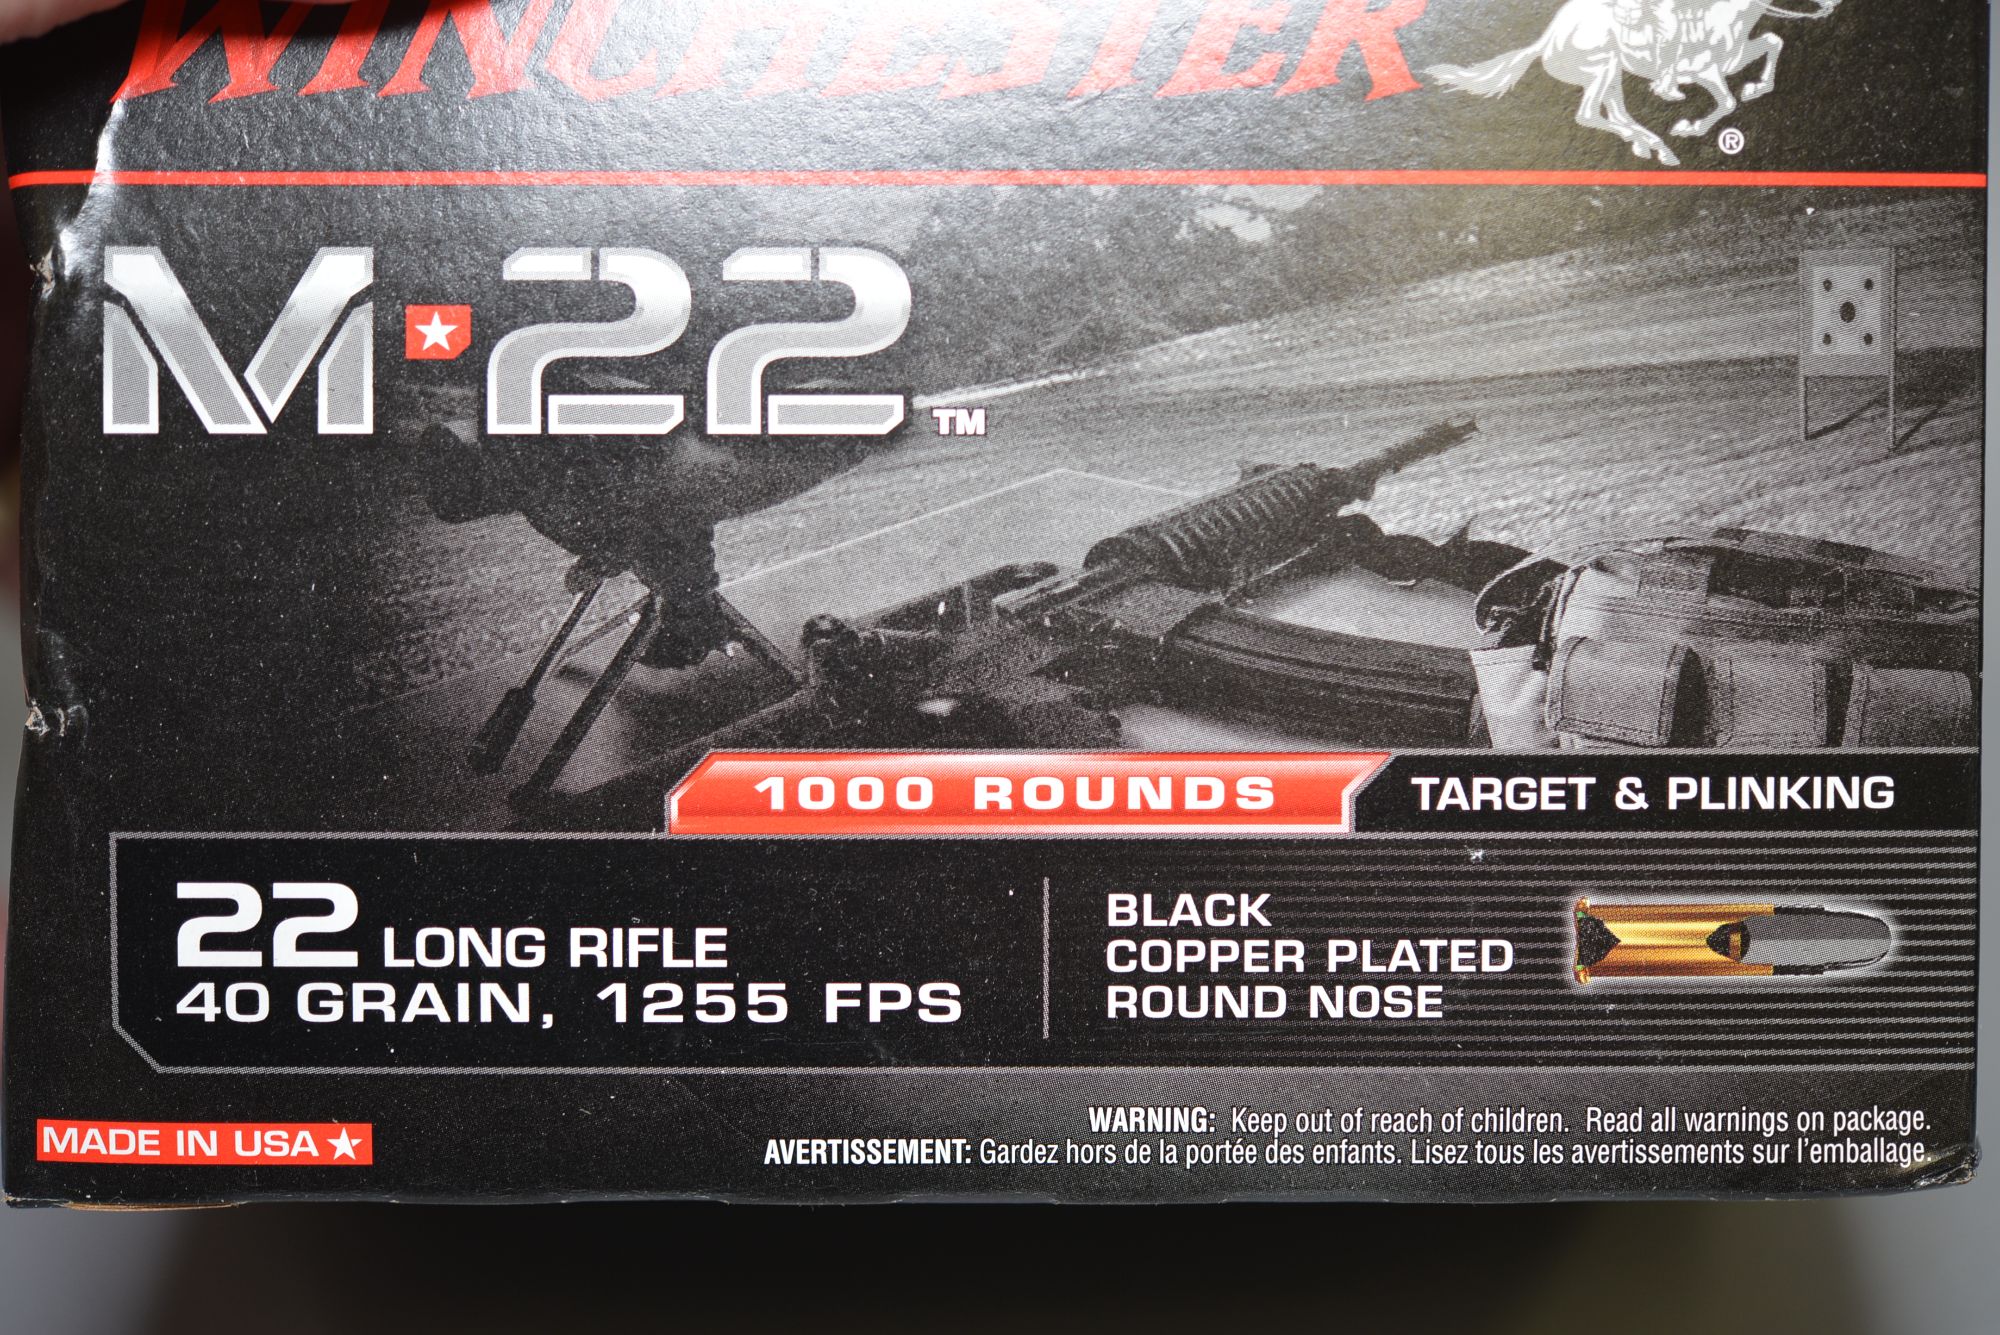 WINCHESTER
®
M★22™
1000 ROUNDS
TARGET & PLINKING
22 LONG RIFLE
40 GRAIN, 1255 FPS
BLACK
COPPER PLATED
ROUND NOSE
MADE IN USA★
WARNING: Keep out of reach of children. Read all warnings on package.
AVERTISSEMENT: Gardez hors de la portée des enfants. Lisez tous les avertissements sur l'emballage.